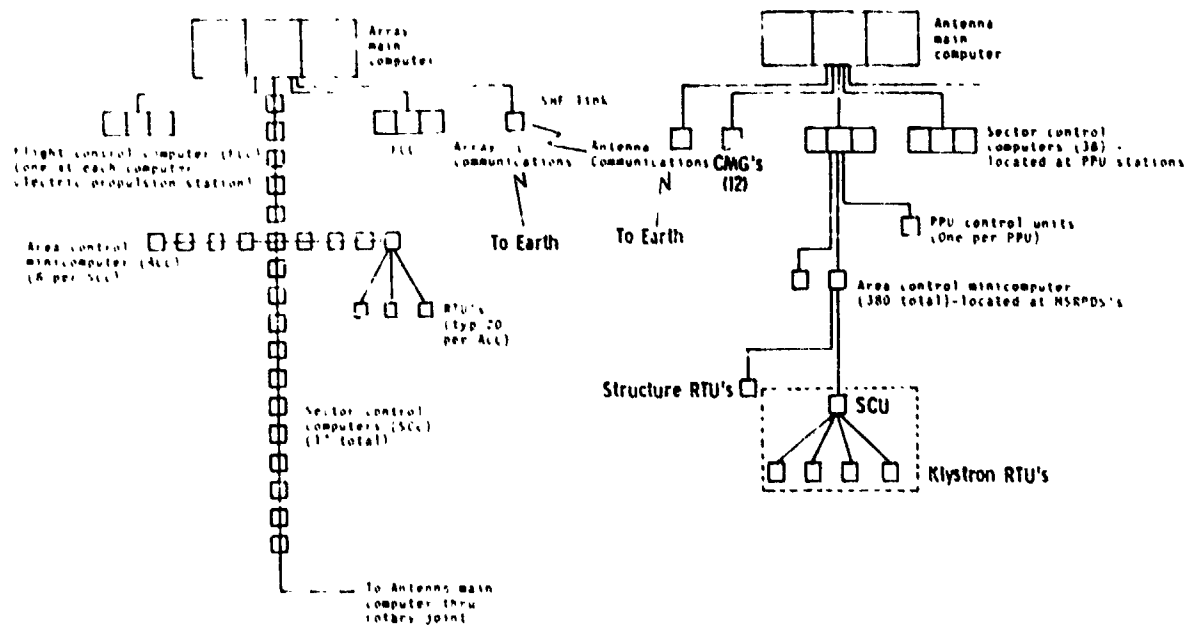 Array
main
computer
Antenna
main
computer
SHF link
Flight control computer (FCC)
(one at each computer
electric propulsion station)
FCC
Array
communications
Antenna
Communications
CMG's
(12)
Sector control
computers (38) -
located at PPU stations
To Earth
To Earth
PPU control units
(One per PPU)
Area control
minicomputer (ACC)
(8 per SCC)
Area control minicomputer
(380 total)-located at MSRPDS's
RTU's
(typ 20
per ACC)
Structure RTU's
SCU
Sector control
computers (SCC)
total)
Klystron RTU's
To Antenna main
computer thru
rotary joint